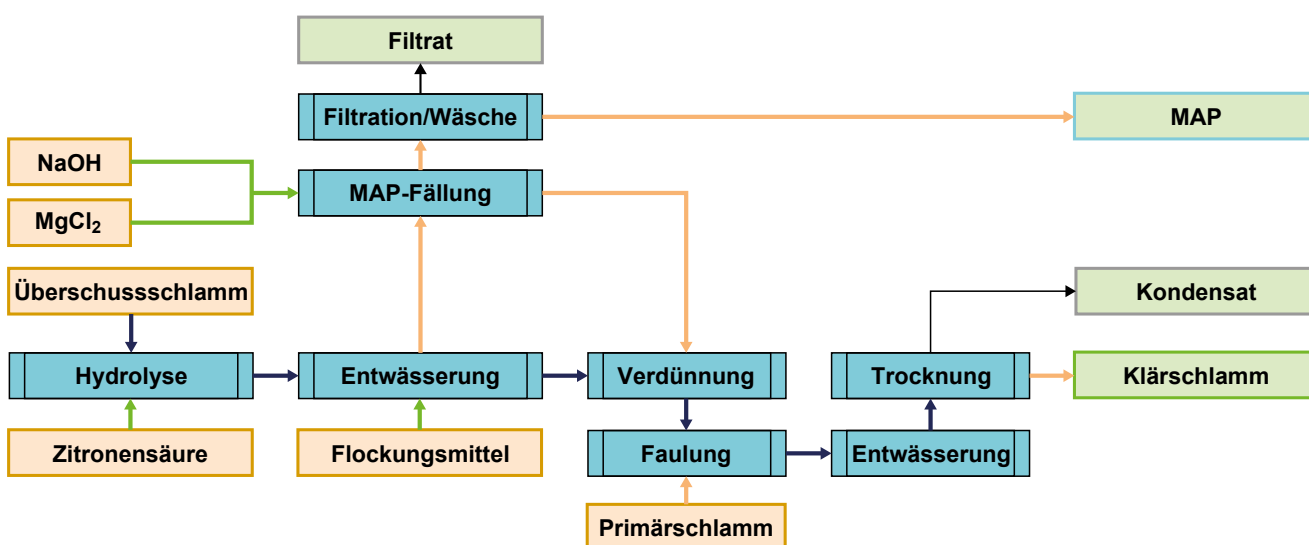 Filtrat
Filtration/Wäsche
MAP
NaOH
MAP-Fällung
MgCl₂
Überschussschlamm
Kondensat
Hydrolyse
Entwässerung
Verdünnung
Trocknung
Klärschlamm
Zitronensäure
Flockungsmittel
Faulung
Entwässerung
Primärschlamm